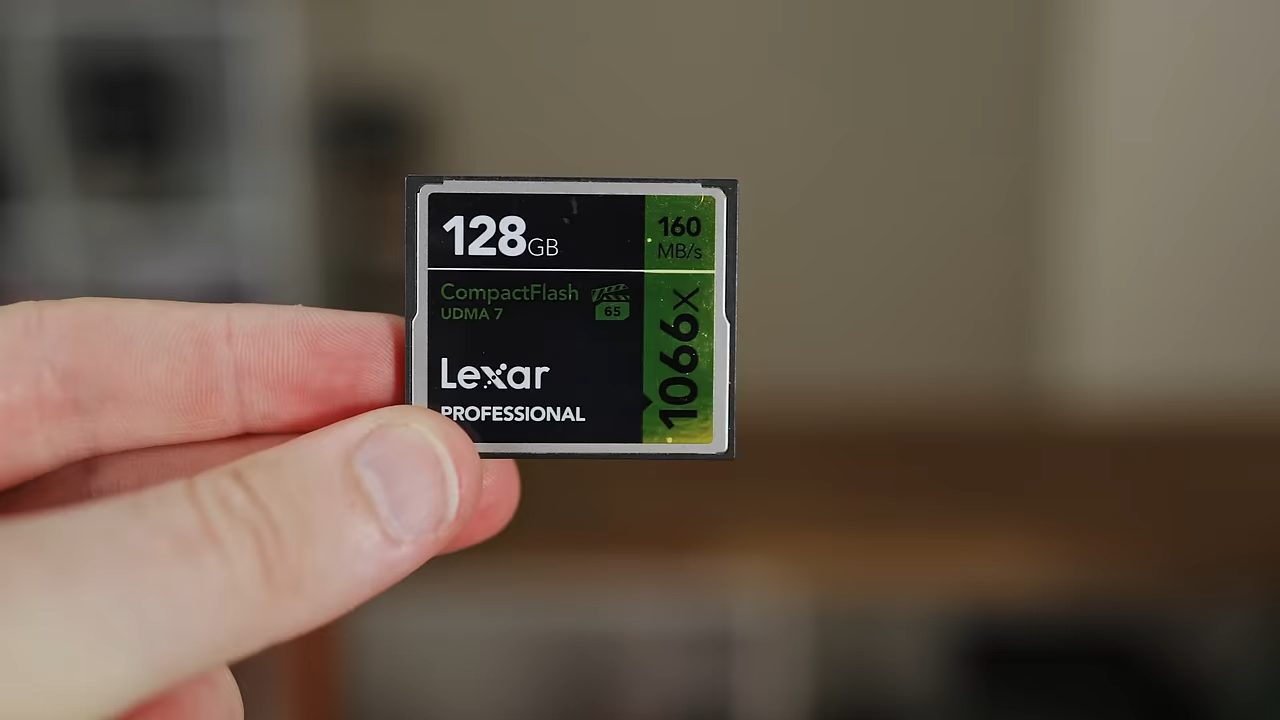 128GB
160
MB/s
CompactFlash
UDMA 7
65
1066x
Lexar
PROFESSIONAL